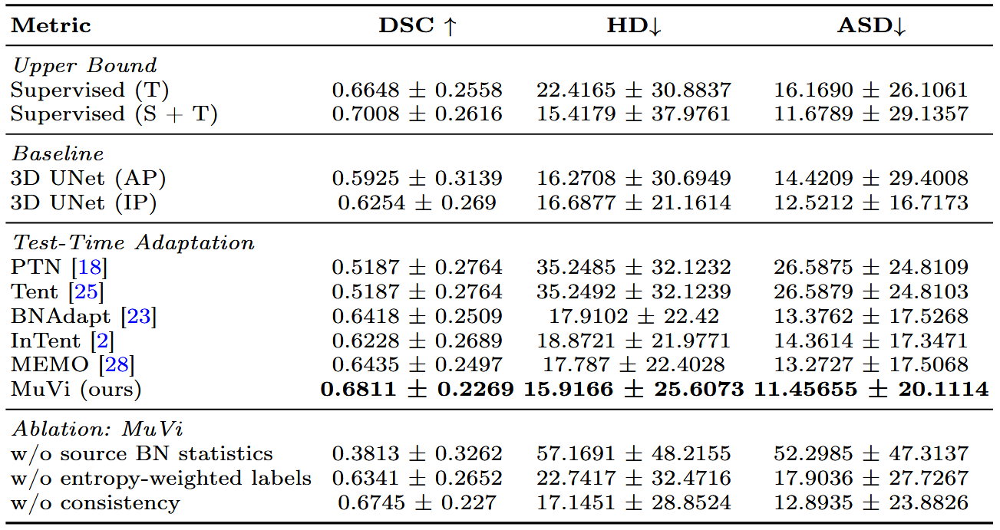 Metric DSC ↑ HD↓ ASD↓
Upper Bound
Supervised (T) 0.6648 ± 0.2558 22.4165 ± 30.8837 16.1690 ± 26.1061
Supervised (S + T) 0.7008 ± 0.2616 15.4179 ± 37.9761 11.6789 ± 29.1357
Baseline
3D UNet (AP) 0.5925 ± 0.3139 16.2708 ± 30.6949 14.4209 ± 29.4008
3D UNet (IP) 0.6254 ± 0.269 16.6877 ± 21.1614 12.5212 ± 16.7173
Test-Time Adaptation
PTN [18] 0.5187 ± 0.2764 35.2485 ± 32.1232 26.5875 ± 24.8109
Tent [25] 0.5187 ± 0.2764 35.2492 ± 32.1239 26.5879 ± 24.8103
BNAdapt [23] 0.6418 ± 0.2509 17.9102 ± 22.42 13.3762 ± 17.5268
InTent [2] 0.6228 ± 0.2689 18.8721 ± 21.9771 14.3614 ± 17.3471
MEMO [28] 0.6435 ± 0.2497 17.787 ± 22.4028 13.2727 ± 17.5068
MuVi (ours) 0.6811 ± 0.2269 15.9166 ± 25.6073 11.45655 ± 20.1114
Ablation: MuVi
w/o source BN statistics 0.3813 ± 0.3262 57.1691 ± 48.2155 52.2985 ± 47.3137
w/o entropy-weighted labels 0.6341 ± 0.2652 22.7417 ± 32.4716 17.9036 ± 27.7267
w/o consistency 0.6745 ± 0.227 17.1451 ± 28.8524 12.8935 ± 23.8826